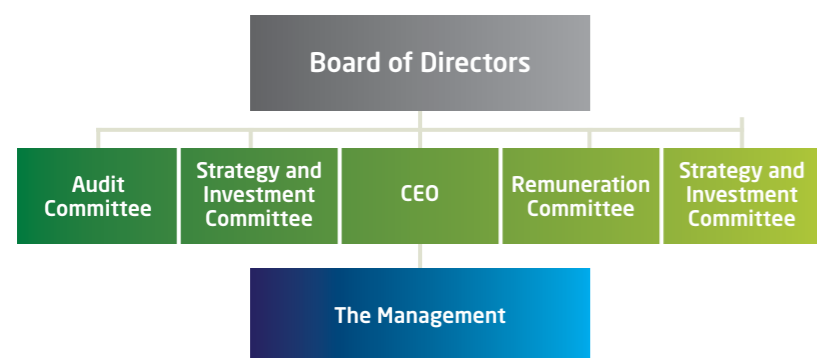 Board of Directors
Audit
Committee
Strategy and
Investment
Committee
CEO
Remuneration
Committee
Strategy and
Investment
Committee
The Management